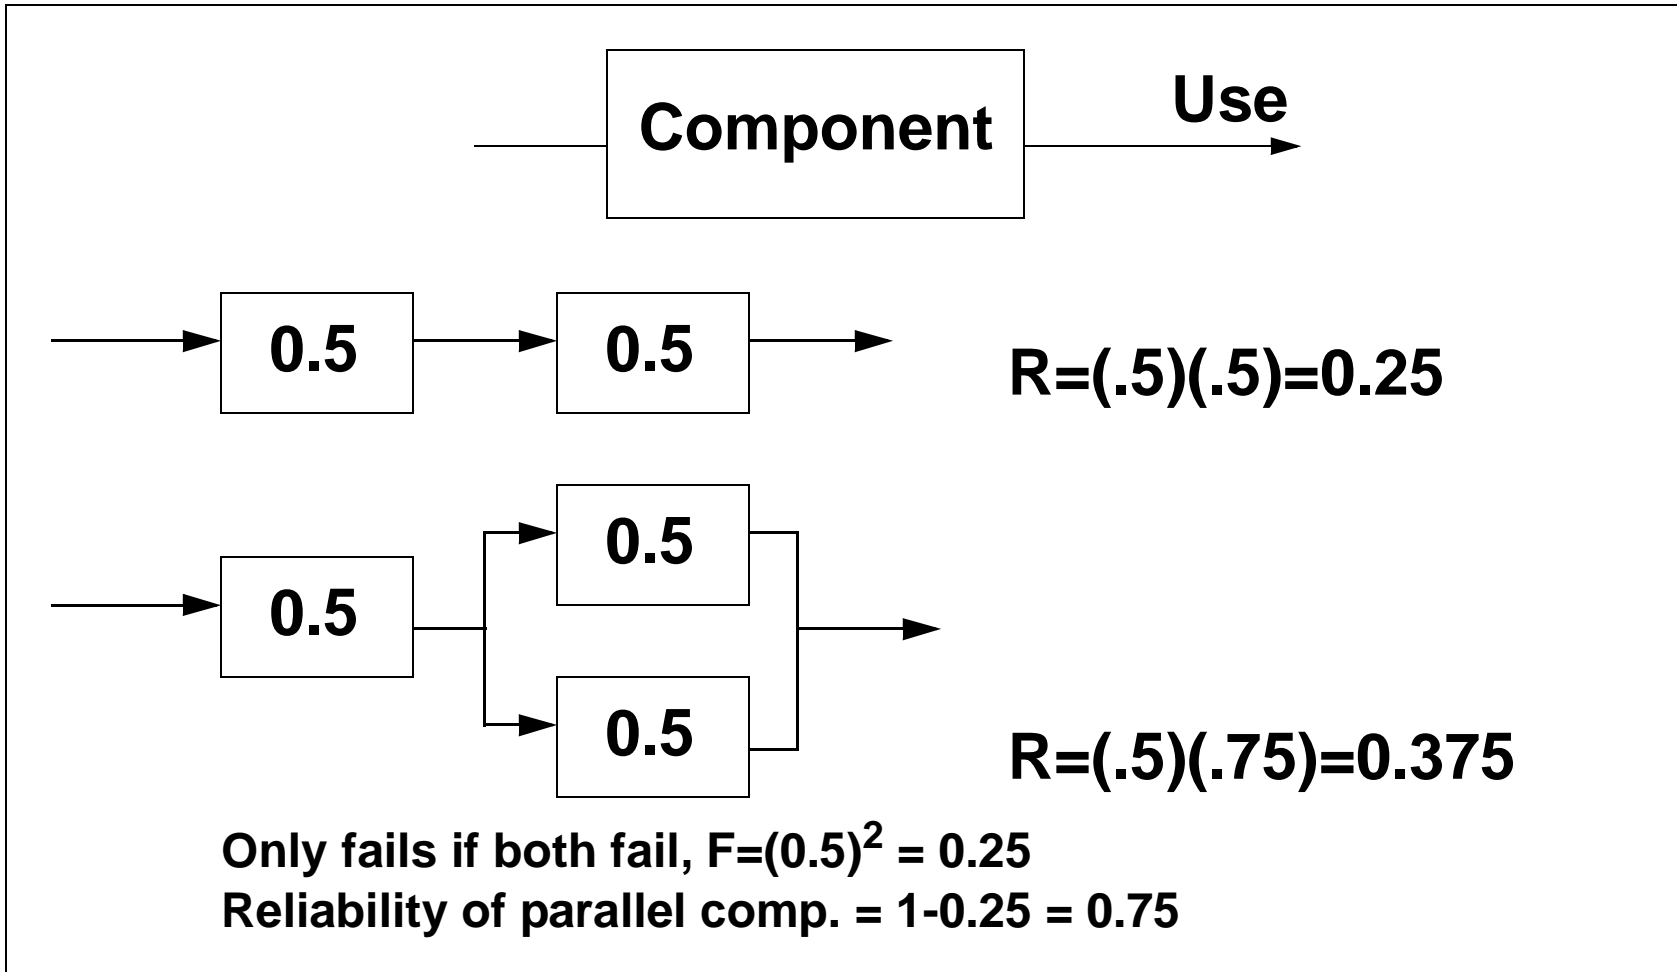 Component
Use
0.5 0.5
R=(.5)(.5)=0.25
0.5
0.5
0.5
R=(.5)(.75)=0.375
Only fails if both fail, F=(0.5)² = 0.25
Reliability of parallel comp. = 1-0.25 = 0.75